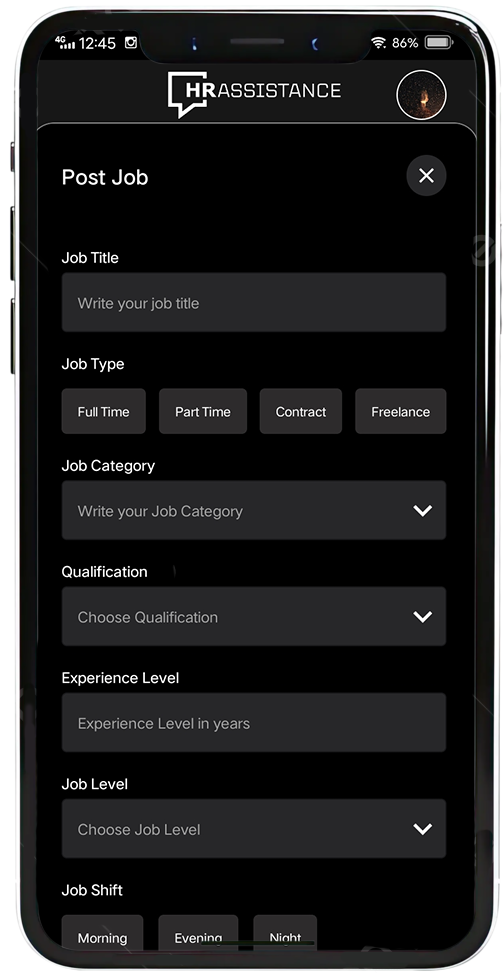 4G 12:45 86%
HRASSISTANCE
Post Job
Job Title
Write your job title
Job Type
Full Time Part Time Contract Freelance
Job Category
Write your Job Category
Qualification
Choose Qualification
Experience Level
Experience Level in years
Job Level
Choose Job Level
Job Shift
Morning Evening Night